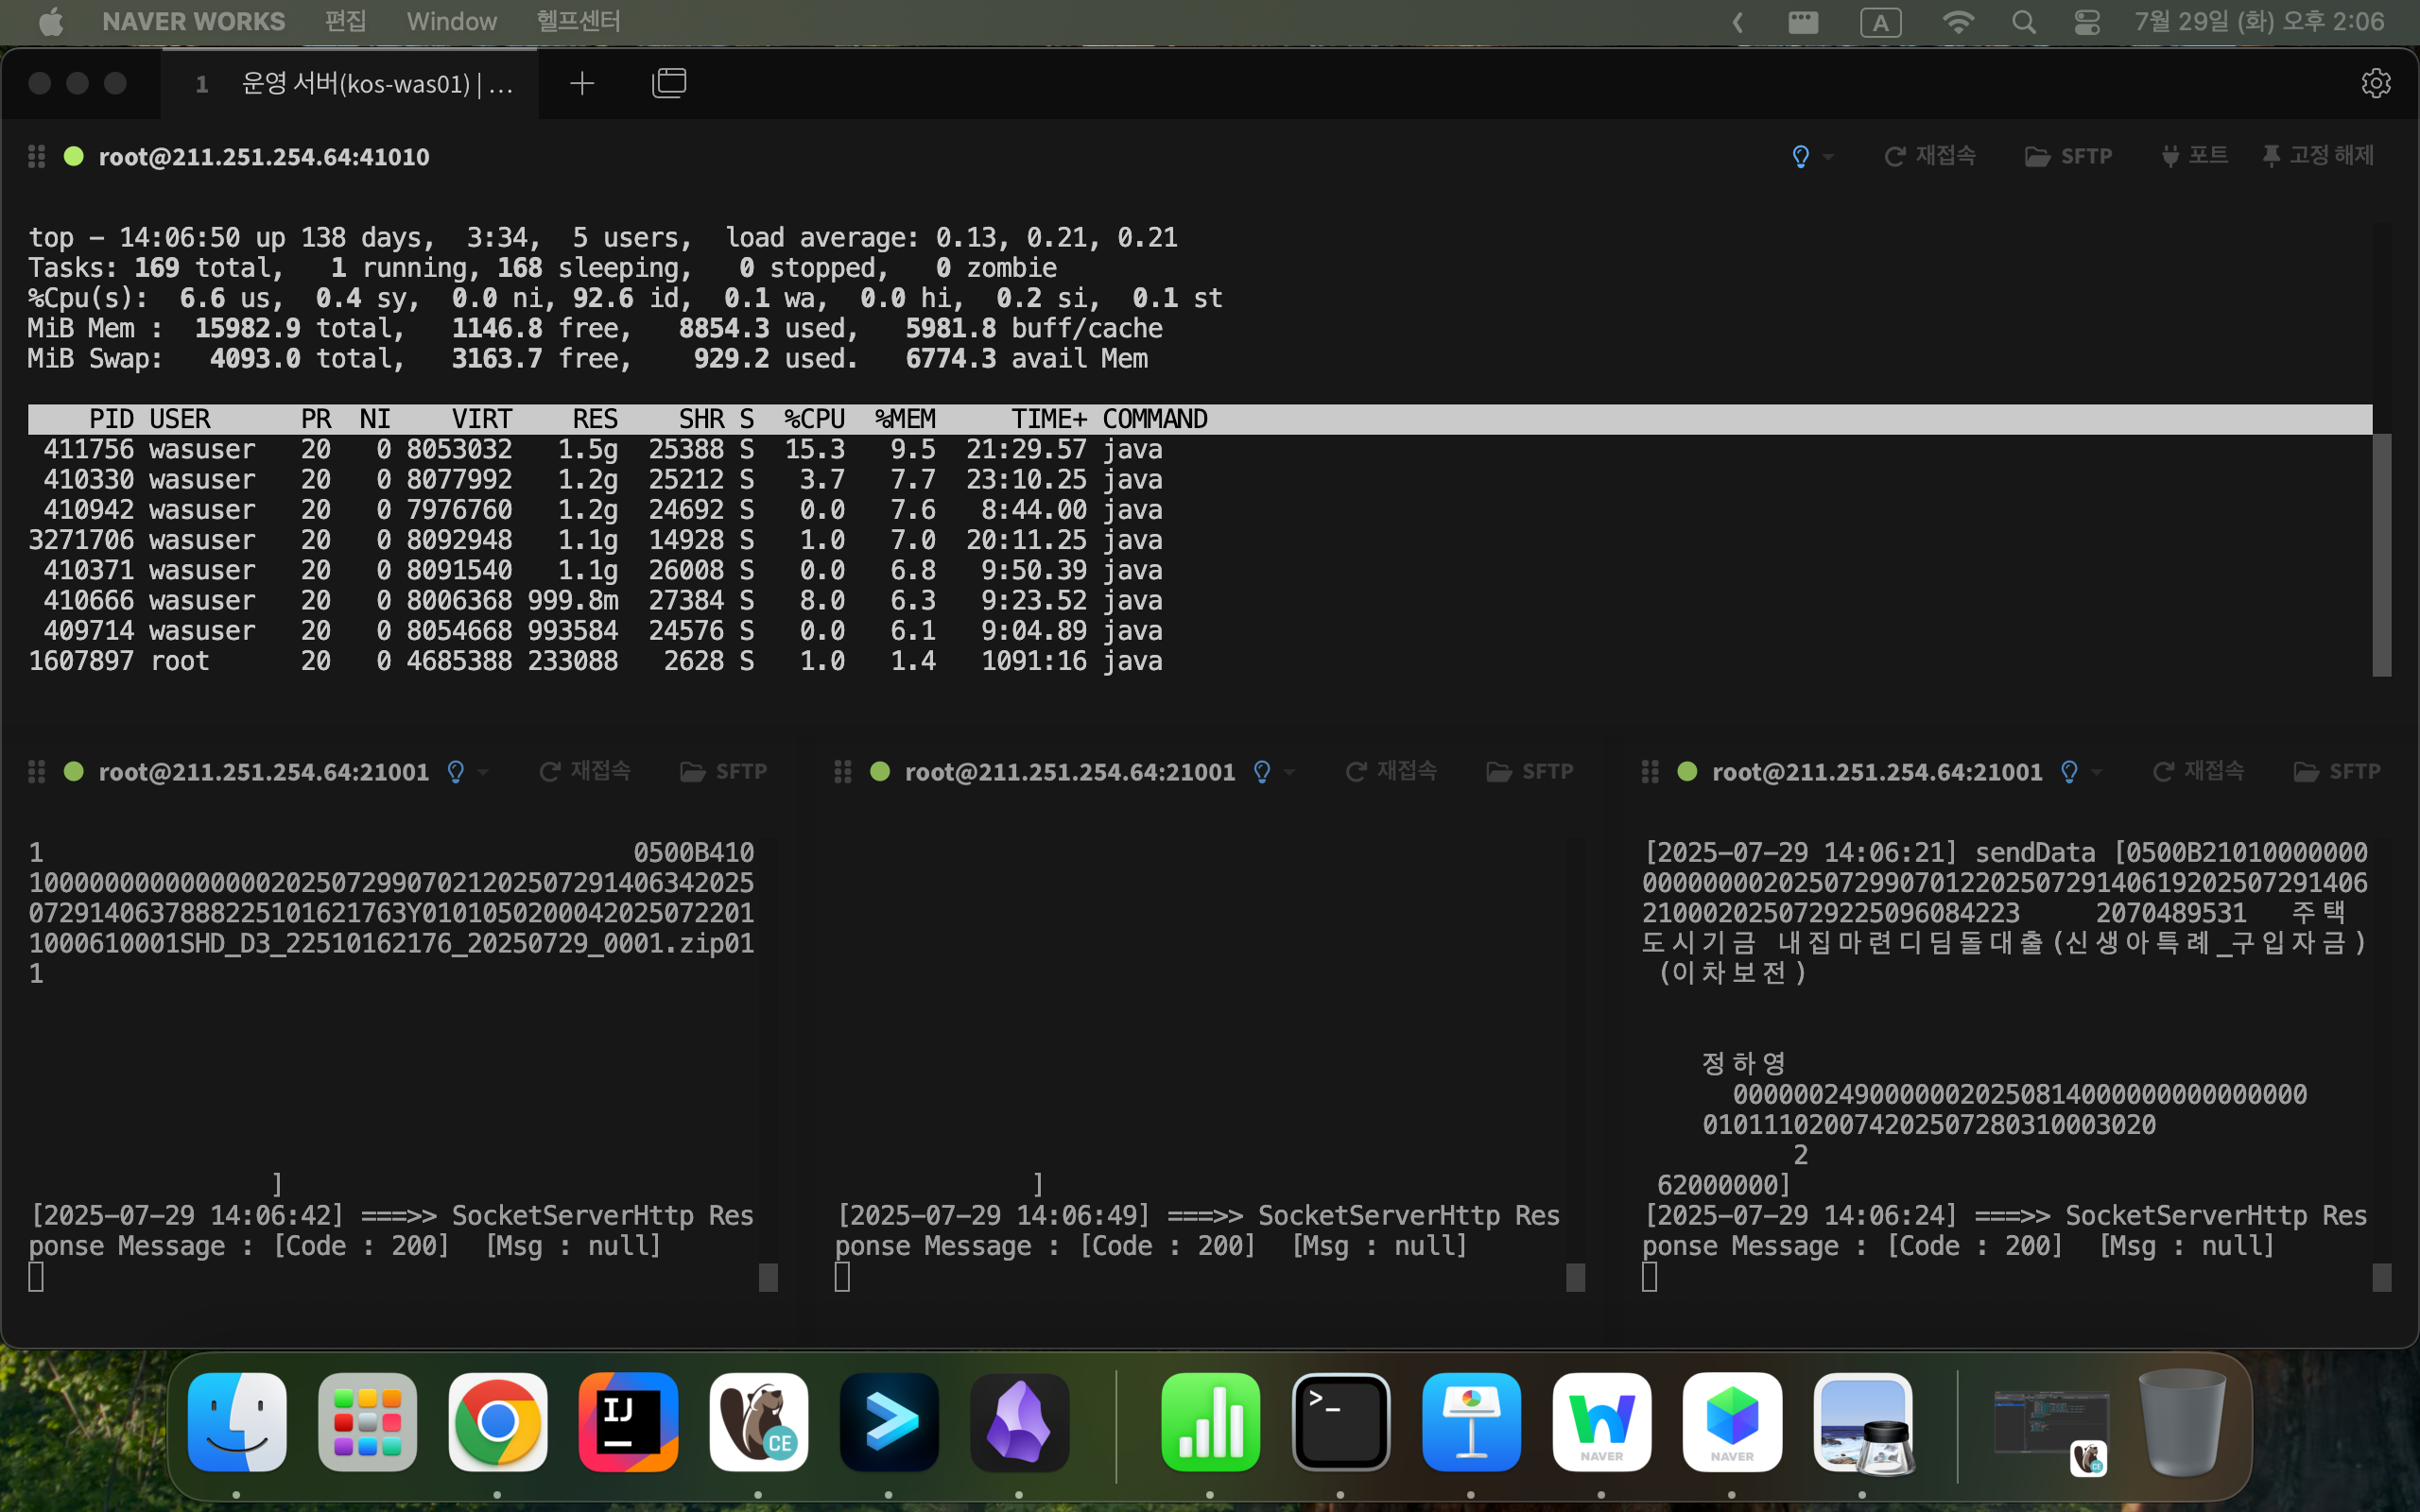 NAVER WORKS 편집 Window 헬프센터 A 7월 29일 (화) 오후 2:06
1 운영 서버(kos-was01) | ...
root@211.251.254.64:41010 재접속 SFTP 포트 고정 해제
top - 14:06:50 up 138 days,  3:34,  5 users,  load average: 0.13, 0.21, 0.21
Tasks: 169 total,   1 running, 168 sleeping,   0 stopped,   0 zombie
%Cpu(s):  6.6 us,  0.4 sy,  0.0 ni, 92.6 id,  0.1 wa,  0.0 hi,  0.2 si,  0.1 st
MiB Mem :  15982.9 total,   1146.8 free,   8854.3 used,   5981.8 buff/cache
MiB Swap:   4093.0 total,   3163.7 free,    929.2 used.   6774.3 avail Mem
PID USER      PR  NI    VIRT    RES    SHR S  %CPU  %MEM     TIME+ COMMAND
411756 wasuser   20   0 8053032   1.5g  25388 S  15.3   9.5  21:29.57 java
410330 wasuser   20   0 8077992   1.2g  25212 S   3.7   7.7  23:10.25 java
410942 wasuser   20   0 7976760   1.2g  24692 S   0.0   7.6   8:44.00 java
3271706 wasuser   20   0 8092948   1.1g  14928 S   1.0   7.0  20:11.25 java
410371 wasuser   20   0 8091540   1.1g  26008 S   0.0   6.8   9:50.39 java
410666 wasuser   20   0 8006368 999.8m  27384 S   8.0   6.3   9:23.52 java
409714 wasuser   20   0 8054668 993584  24576 S   0.0   6.1   9:04.89 java
1607897 root      20   0 4685388 233088   2628 S   1.0   1.4   1091:16 java
root@211.251.254.64:21001 재접속 SFTP
1                                       0500B410
100000000000000020250729907021202507291406342025
07291406378882251016217​63Y0101050200042025072201
1000610001SHD_D3_22510162176_20250729_0001.zip01
1
]
[2025-07-29 14:06:42] ===>> SocketServerHttp Res
ponse Message : [Code : 200]  [Msg : null]
root@211.251.254.64:21001 재접속 SFTP
]
[2025-07-29 14:06:49] ===>> SocketServerHttp Res
ponse Message : [Code : 200]  [Msg : null]
root@211.251.254.64:21001 재접속 SFTP
[2025-07-29 14:06:21] sendData [0500B21010000000
000000002025072990701220250729140619202507291406
21000202507292250960​84223     2070489531   주택
도시기금 내집마련디딤돌대출(신생아특례_구입자금)
(이차보전)
정하영
00000024900000020250814000000000000000
010111020074202507280310003020
2
62000000]
[2025-07-29 14:06:24] ===>> SocketServerHttp Res
ponse Message : [Code : 200]  [Msg : null]
IJ CE >_ W NAVER NAVER CE